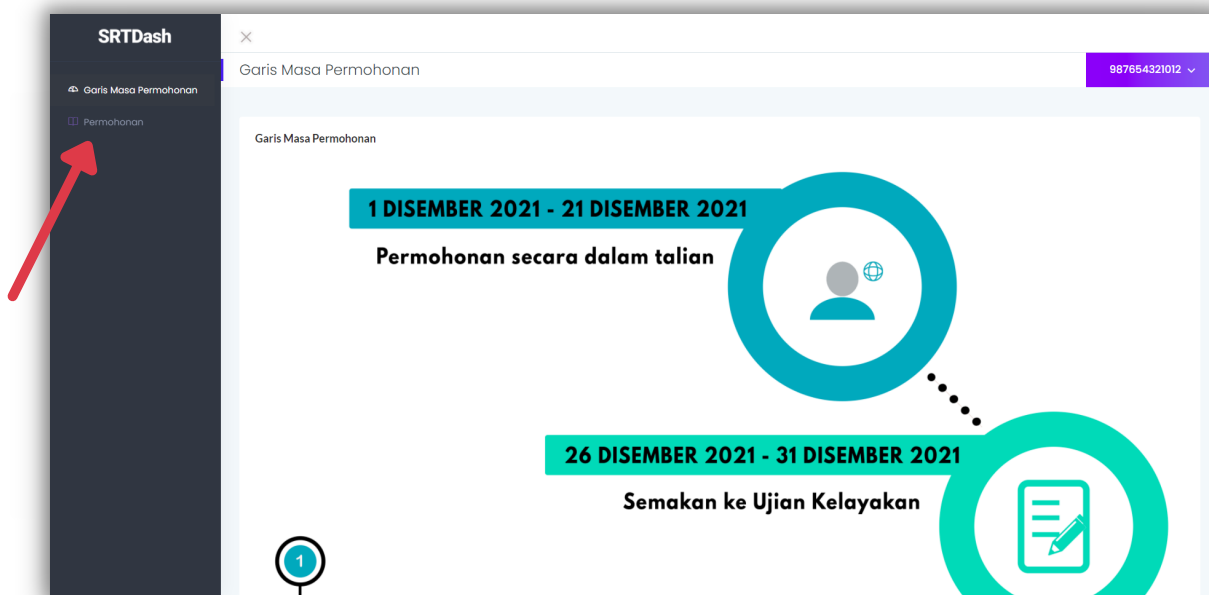 SRTDash
Garis Masa Permohonan
Permohonan
Garis Masa Permohonan
987654321012
Garis Masa Permohonan
1 DISEMBER 2021 - 21 DISEMBER 2021
Permohonan secara dalam talian
26 DISEMBER 2021 - 31 DISEMBER 2021
Semakan ke Ujian Kelayakan
1